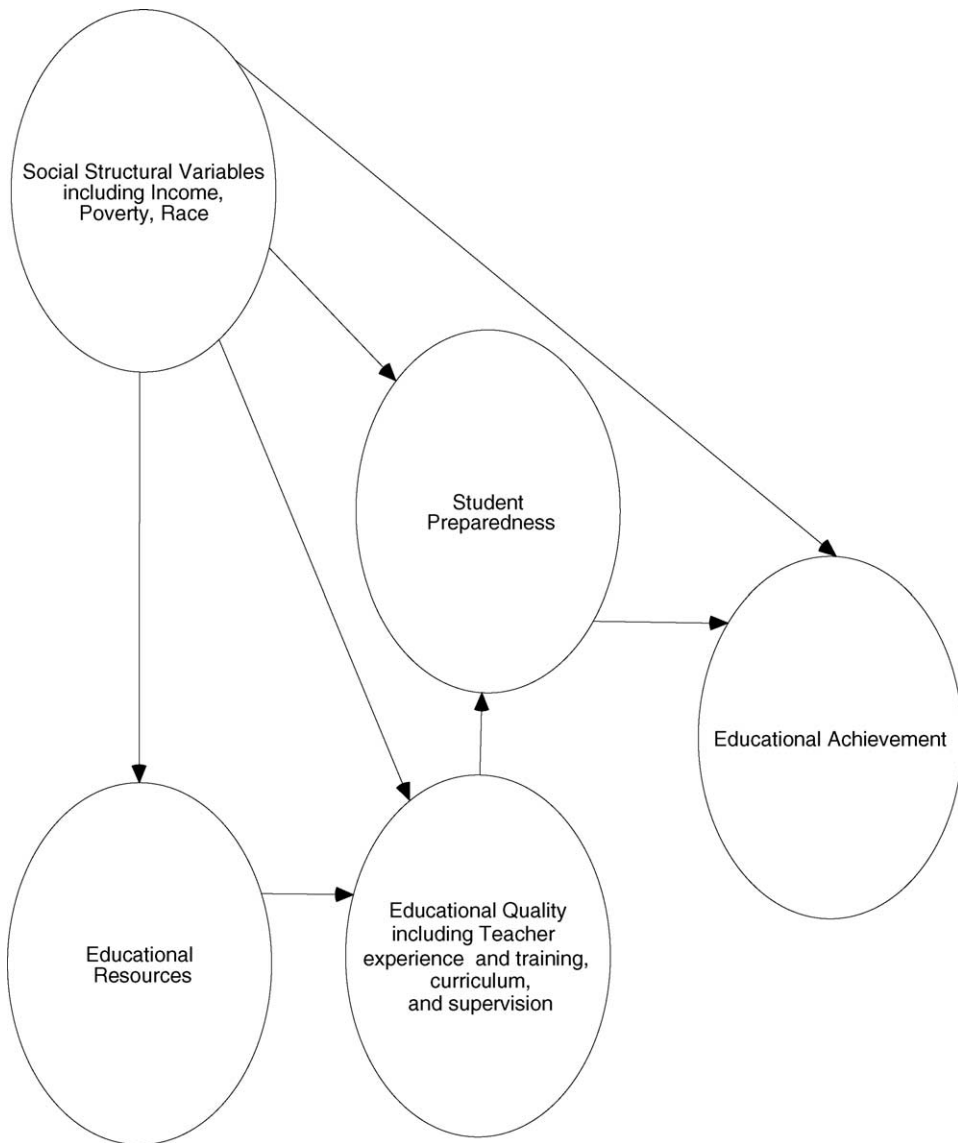 Social Structural Variables
including Income,
Poverty, Race
Student
Preparedness
Educational Achievement
Educational
Resources
Educational Quality
including Teacher
experience and training,
curriculum,
and supervision